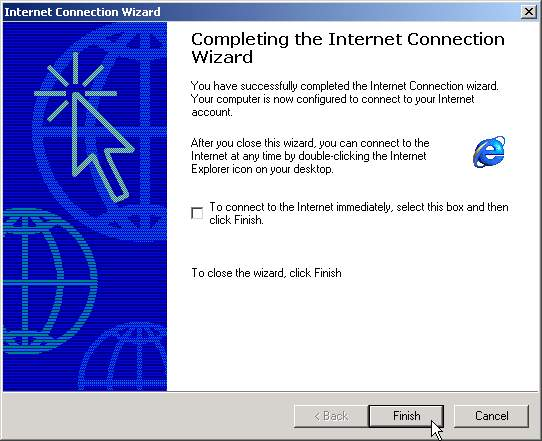 Internet Connection Wizard
Completing the Internet Connection
Wizard
You have successfully completed the Internet Connection wizard.
Your computer is now configured to connect to your Internet
account.
After you close this wizard, you can connect to the
Internet at any time by double-clicking the Internet
Explorer icon on your desktop.
To connect to the Internet immediately, select this box and then
click Finish.
To close the wizard, click Finish
< Back
Finish
Cancel